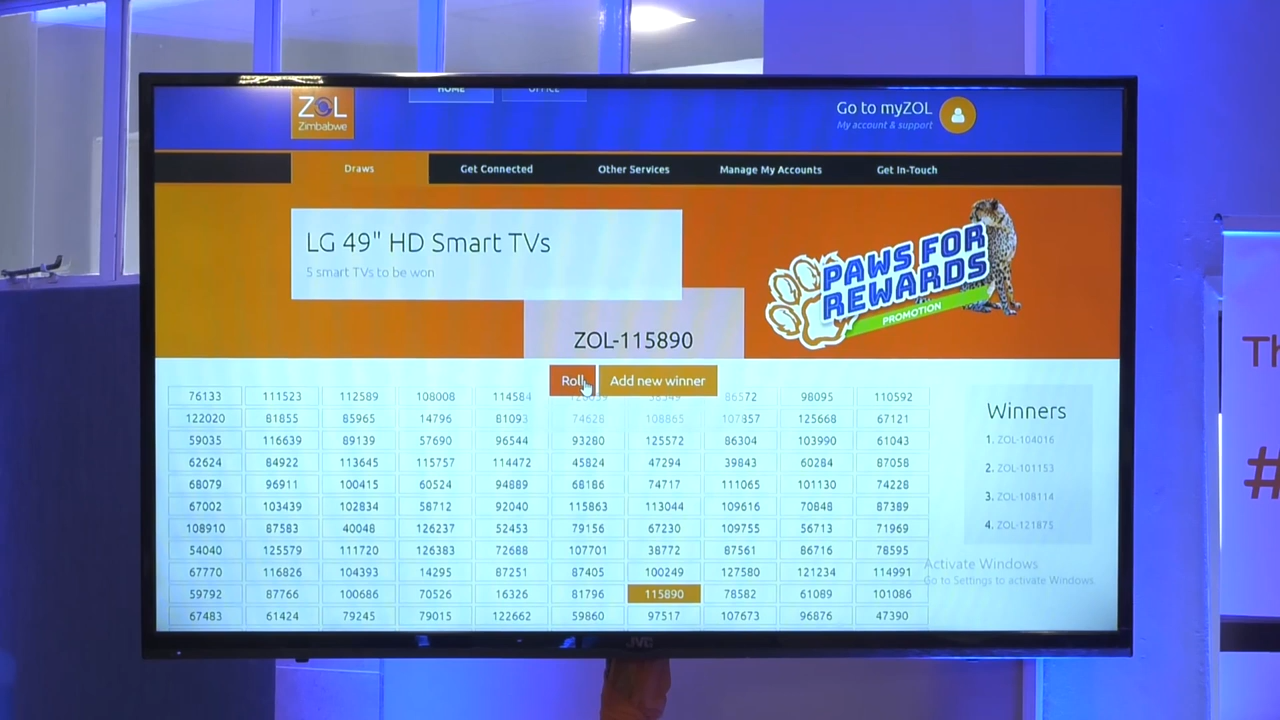 HOME OFFICE
ZOL
Zimbabwe
Go to myZOL
My account & support
Draws Get Connected Other Services Manage My Accounts Get In-Touch
LG 49" HD Smart TVs
5 smart TVs to be won
PAWS FOR
REWARDS
PROMOTION
ZOL-115890
Roll Add new winner
76133 111523 112589 108008 114584 86572 98095 110592
122020 81855 85965 14796 81093 74628 108865 107857 125668 67121
59035 116639 89139 57690 96544 93280 125572 86304 103990 61043
62624 84922 113645 115757 114472 45824 47294 39843 60284 87058
68079 96911 100415 60524 94889 68186 74717 111065 101130 74228
67002 103439 102834 58712 92040 115863 113044 109616 70848 87389
108910 87583 40048 126237 52453 79156 67230 109755 56713 71969
54040 125579 111720 126383 72688 107701 38772 87561 86716 78595
67770 116826 104393 14295 87251 87405 100249 127580 121234 114991
59792 87766 100686 70526 16326 81796 115890 78582 61089 101086
67483 61424 79245 79015 122662 59860 97517 107673 96876 47390
Winners
1. ZOL-104016
2. ZOL-101153
3. ZOL-108114
4. ZOL-121875
Activate Windows
Go to Settings to activate Windows.
JVC
#